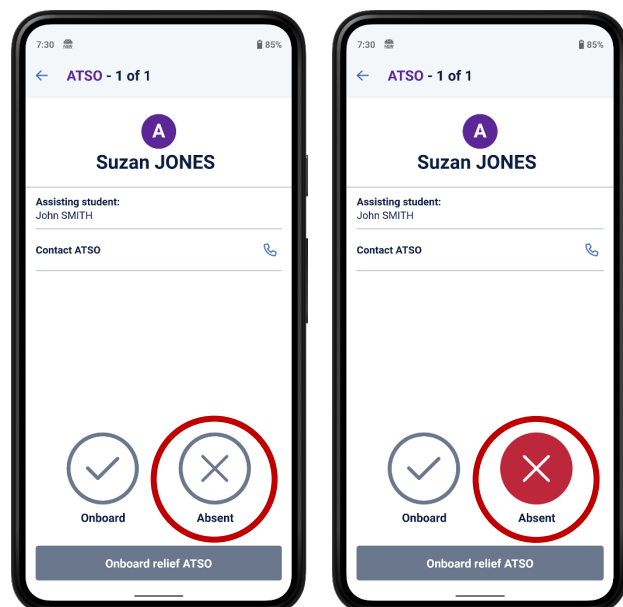 7:30 85%
ATSO - 1 of 1
A
Suzan JONES
Assisting student:
John SMITH
Contact ATSO
Onboard Absent
Onboard relief ATSO
7:30 85%
ATSO - 1 of 1
A
Suzan JONES
Assisting student:
John SMITH
Contact ATSO
Onboard Absent
Onboard relief ATSO